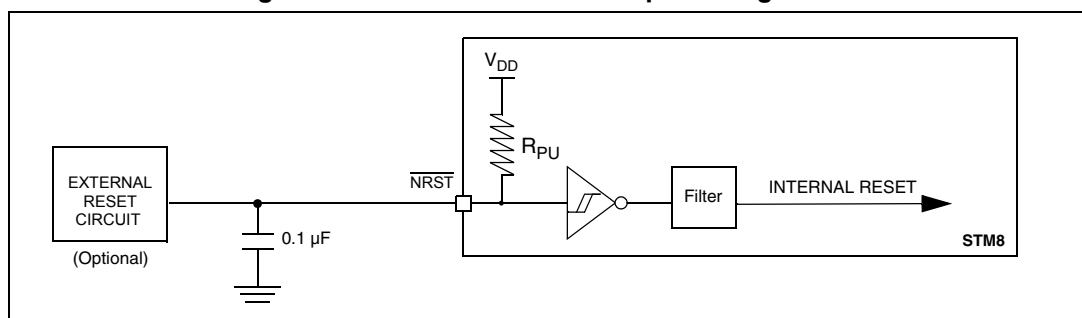 V_DD
R_PU
NRST
EXTERNAL
RESET
CIRCUIT
(Optional)
0.1 µF
Filter
INTERNAL RESET
STM8